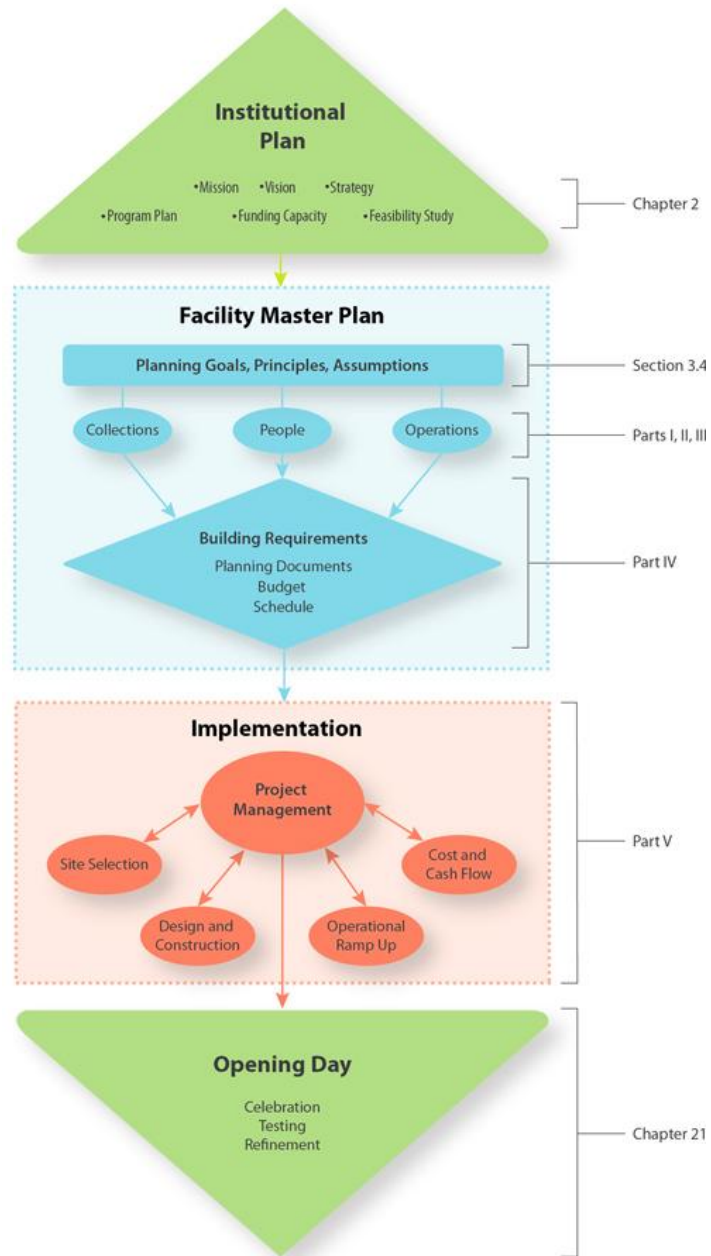 Institutional
Plan
•Mission •Vision •Strategy
•Program Plan •Funding Capacity •Feasibility Study
Chapter 2
Facility Master Plan
Planning Goals, Principles, Assumptions
Section 3.4
Collections
People
Operations
Parts I, II, III
Building Requirements
Planning Documents
Budget
Schedule
Part IV
Implementation
Project
Management
Site Selection
Cost and
Cash Flow
Design and
Construction
Operational
Ramp Up
Part V
Opening Day
Celebration
Testing
Refinement
Chapter 21